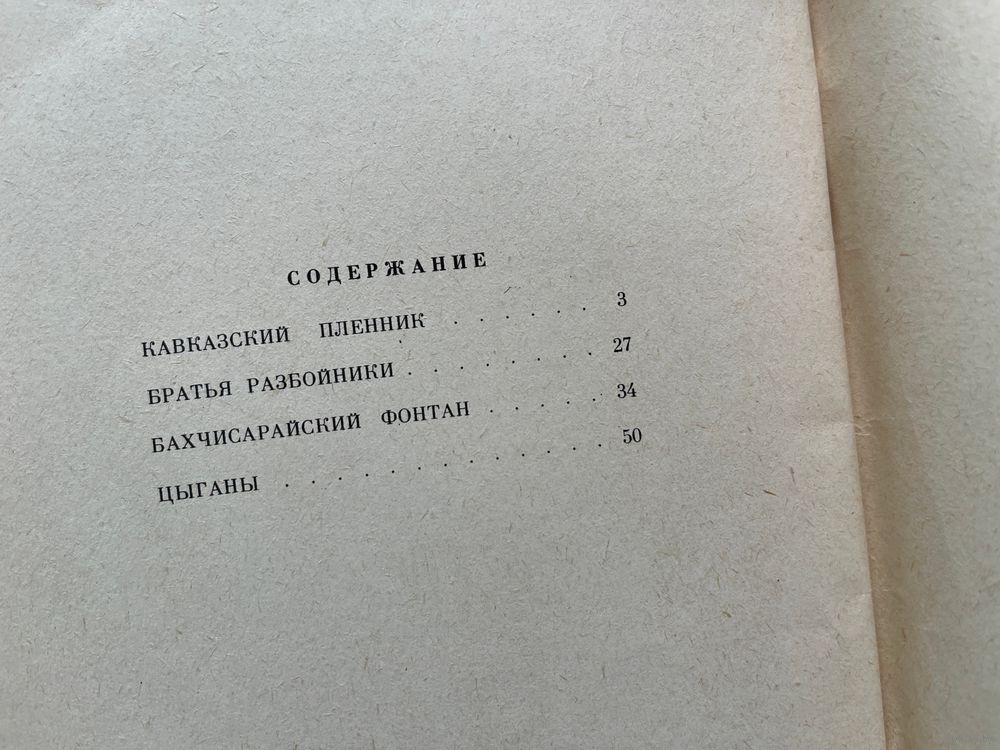 СОДЕРЖАНИЕ
КАВКАЗСКИЙ ПЛЕННИК . . . . . . 3
БРАТЬЯ РАЗБОЙНИКИ . . . . . . . . 27
БАХЧИСАРАЙСКИЙ ФОНТАН . . . . . 34
ЦЫГАНЫ . . . . . . . . . . . . . 50